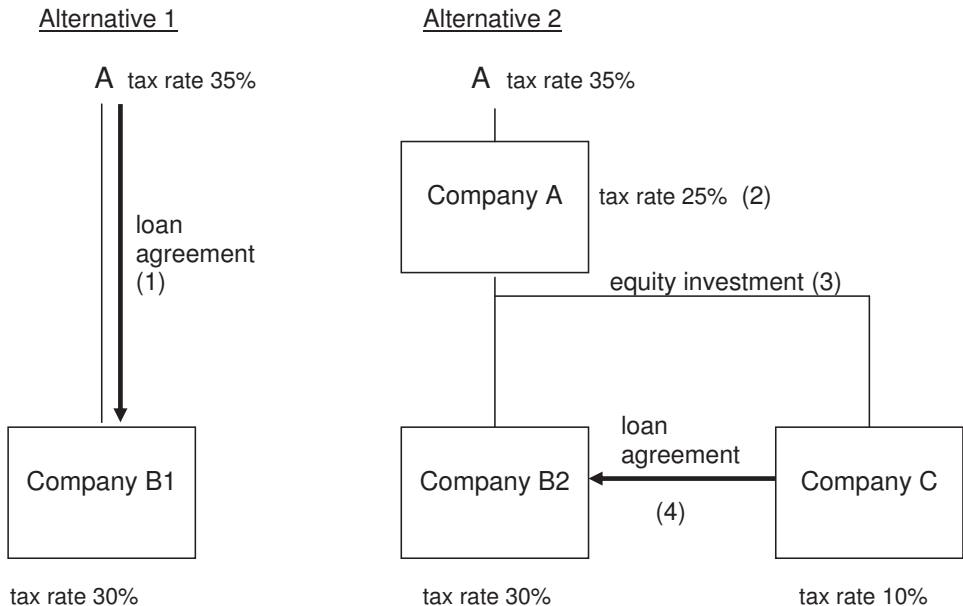 Alternative 1
A tax rate 35%
loan
agreement
(1)
Company B1
tax rate 30%
Alternative 2
A tax rate 35%
Company A
tax rate 25% (2)
equity investment (3)
loan
agreement
(4)
Company B2
Company C
tax rate 30%
tax rate 10%